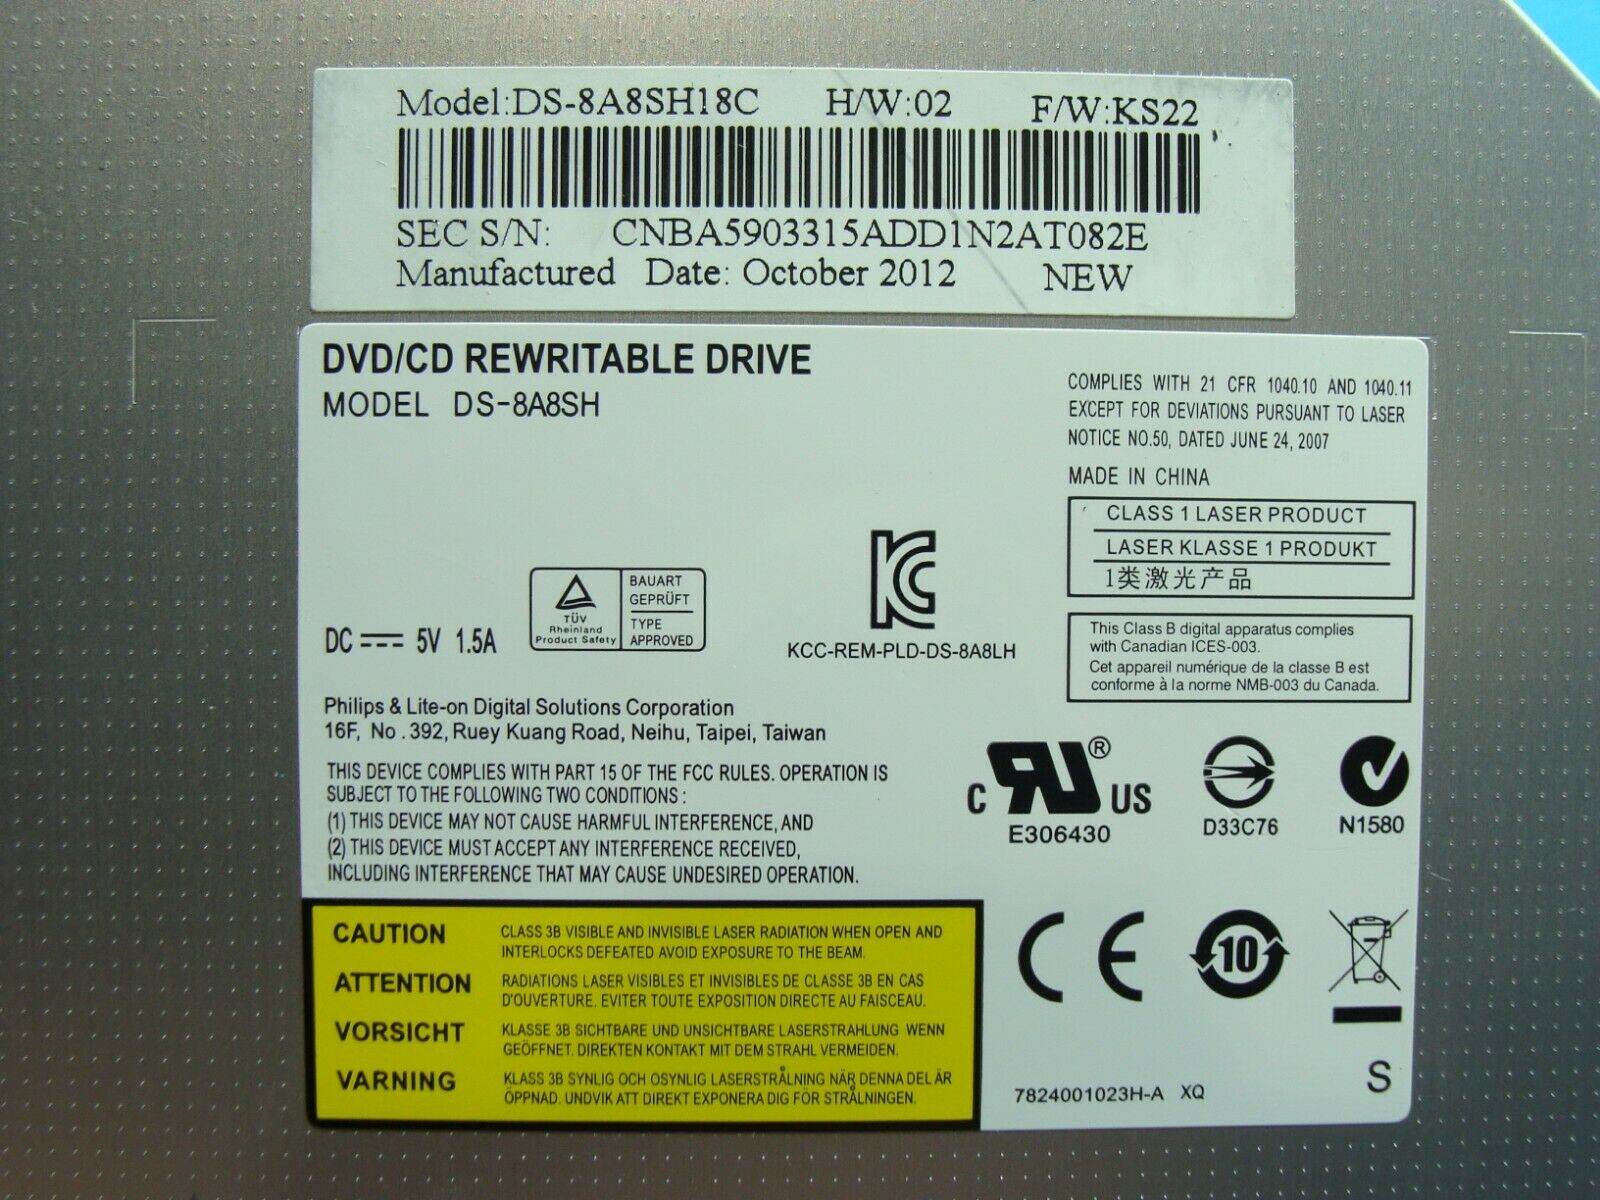 Model:DS-8A8SH18C H/W:02 F/W:KS22
SEC S/N: CNBA5903315ADD1N2AT082E
Manufactured Date: October 2012 NEW
DVD/CD REWRITABLE DRIVE
MODEL DS-8A8SH
COMPLIES WITH 21 CFR 1040.10 AND 1040.11
EXCEPT FOR DEVIATIONS PURSUANT TO LASER
NOTICE NO.50, DATED JUNE 24, 2007
MADE IN CHINA
CLASS 1 LASER PRODUCT
LASER KLASSE 1 PRODUKT
1类激光产品
This Class B digital apparatus complies
with Canadian ICES-003.
Cet appareil numérique de la classe B est
conforme à la norme NMB-003 du Canada.
DC 5V 1.5A
TÜV
Rheinland
Product Safety
BAUART
GEPRÜFT
TYPE
APPROVED
KC
KCC-REM-PLD-DS-8A8LH
Philips & Lite-on Digital Solutions Corporation
16F, No . 392, Ruey Kuang Road, Neihu, Taipei, Taiwan
THIS DEVICE COMPLIES WITH PART 15 OF THE FCC RULES. OPERATION IS
SUBJECT TO THE FOLLOWING TWO CONDITIONS :
(1) THIS DEVICE MAY NOT CAUSE HARMFUL INTERFERENCE, AND
(2) THIS DEVICE MUST ACCEPT ANY INTERFERENCE RECEIVED,
INCLUDING INTERFERENCE THAT MAY CAUSE UNDESIRED OPERATION.
C RU® US
E306430
D33C76
N1580
CAUTION CLASS 3B VISIBLE AND INVISIBLE LASER RADIATION WHEN OPEN AND
INTERLOCKS DEFEATED AVOID EXPOSURE TO THE BEAM.
ATTENTION RADIATIONS LASER VISIBLES ET INVISIBLES DE CLASSE 3B EN CAS
D'OUVERTURE. EVITER TOUTE EXPOSITION DIRECTE AU FAISCEAU.
VORSICHT KLASSE 3B SICHTBARE UND UNSICHTBARE LASERSTRAHLUNG WENN
GEÖFFNET. DIREKTEN KONTAKT MIT DEM STRAHL VERMEIDEN.
VARNING KLASS 3B SYNLIG OCH OSYNLIG LASERSTRÅLNING NÄR DENNA DEL ÄR
ÖPPNAD. UNDVIK ATT DIREKT EXPONERA DIG FÖR STRÅLNINGEN.
CE
10
S
7824001023H-A XQ